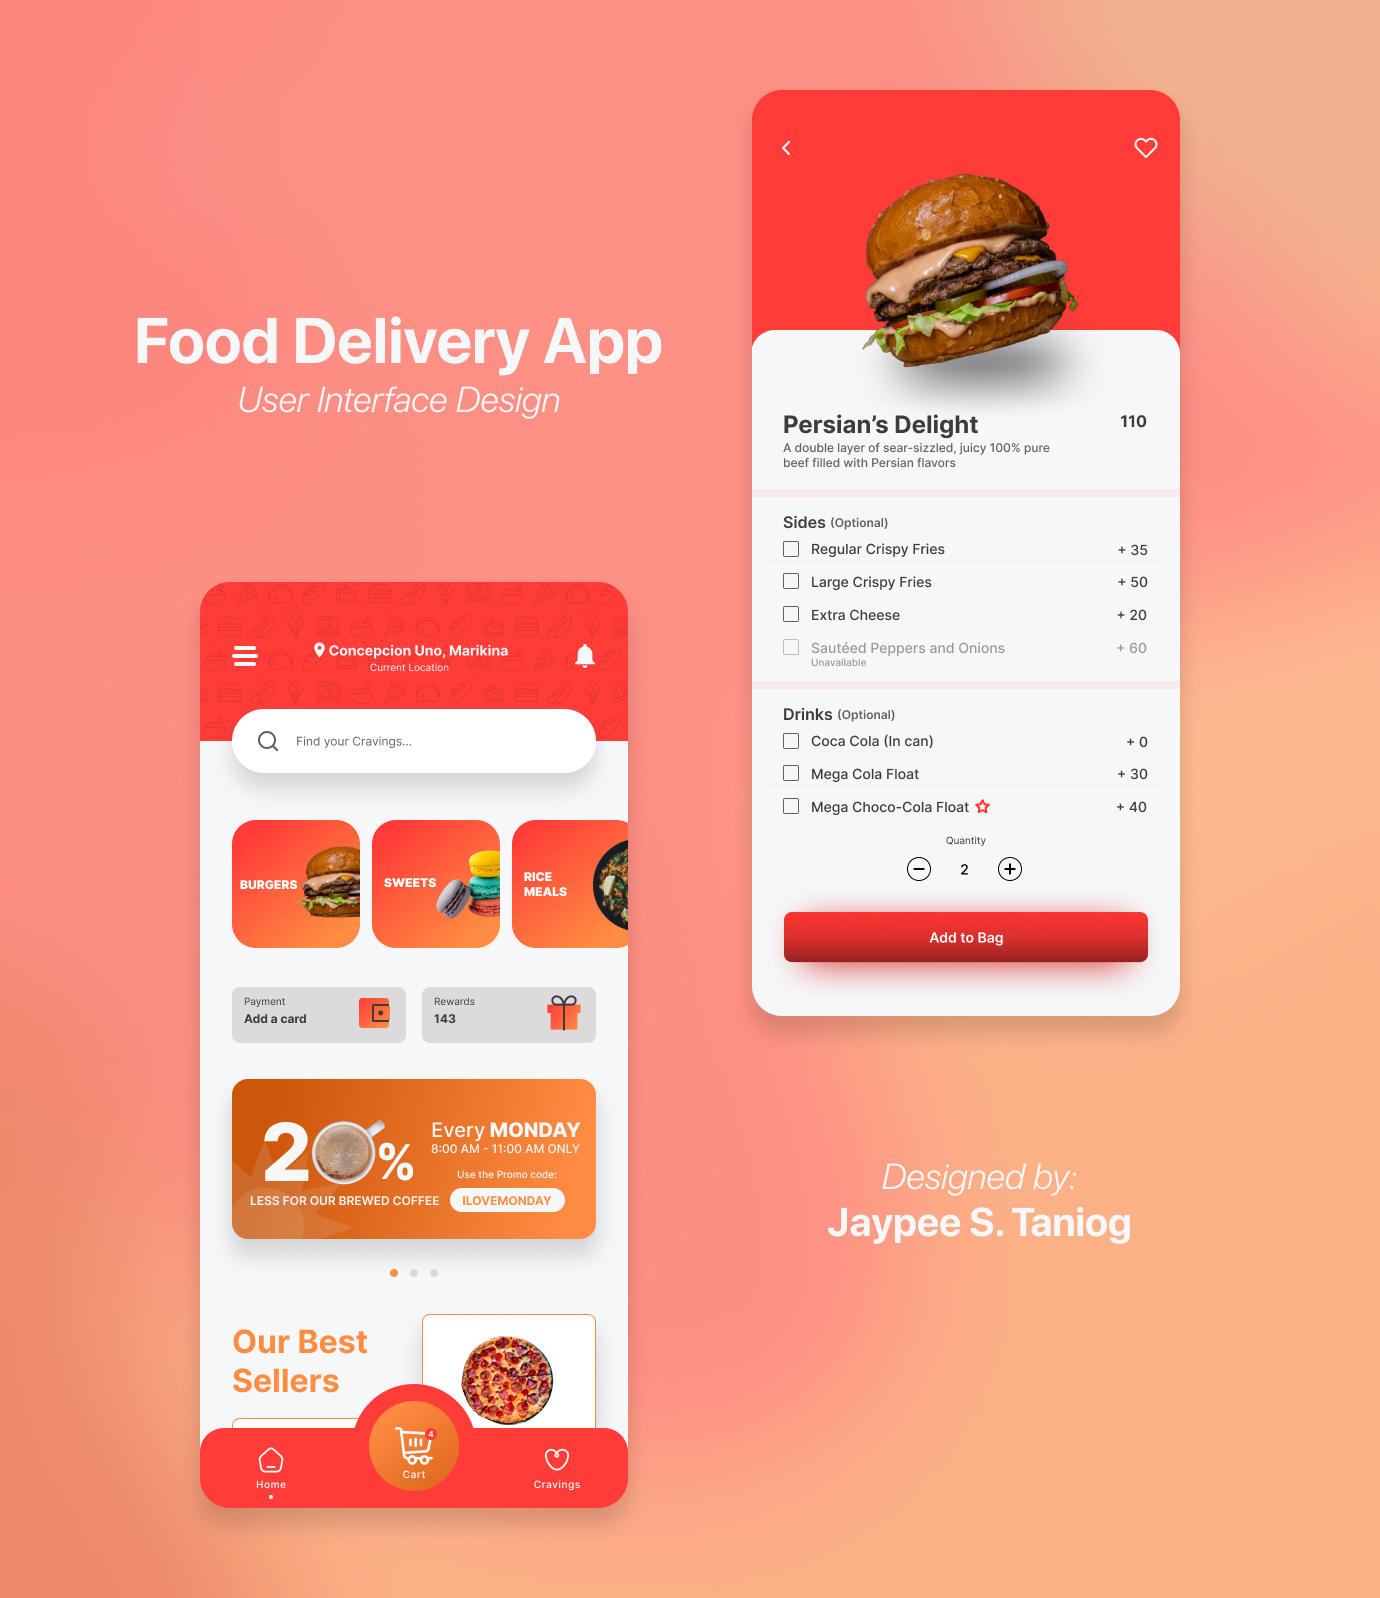 Food Delivery App
User Interface Design
Concepcion Uno, Marikina
Current Location
Find your Cravings...
BURGERS
SWEETS
RICE
MEALS
Payment
Add a card
Rewards
143
20%
LESS FOR OUR BREWED COFFEE
Every MONDAY
8:00 AM - 11:00 AM ONLY
Use the Promo code:
ILOVEMONDAY
Our Best
Sellers
Home
4
Cart
Cravings
Persian’s Delight 110
A double layer of sear-sizzled, juicy 100% pure
beef filled with Persian flavors
Sides (Optional)
Regular Crispy Fries + 35
Large Crispy Fries + 50
Extra Cheese + 20
Sautéed Peppers and Onions + 60
Unavailable
Drinks (Optional)
Coca Cola (In can) + 0
Mega Cola Float + 30
Mega Choco-Cola Float + 40
Quantity
2
Add to Bag
Designed by:
Jaypee S. Taniog